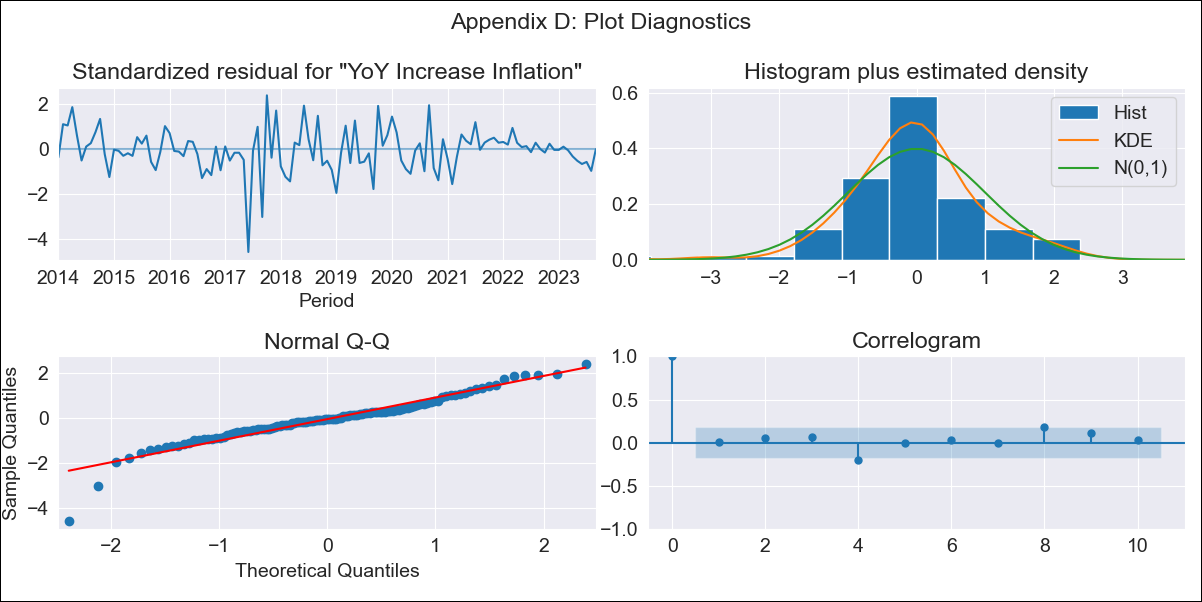 Appendix D: Plot Diagnostics
Standardized residual for "YoY Increase Inflation"
2
0
−2
−4
2014 2015 2016 2017 2018 2019 2020 2021 2022 2023
Period
Histogram plus estimated density
0.6
0.4
0.2
0.0
Hist
KDE
N(0,1)
−3 −2 −1 0 1 2 3
Normal Q-Q
Sample Quantiles
2
0
−2
−4
−2 −1 0 1 2
Theoretical Quantiles
Correlogram
1.0
0.5
0.0
−0.5
−1.0
0 2 4 6 8 10